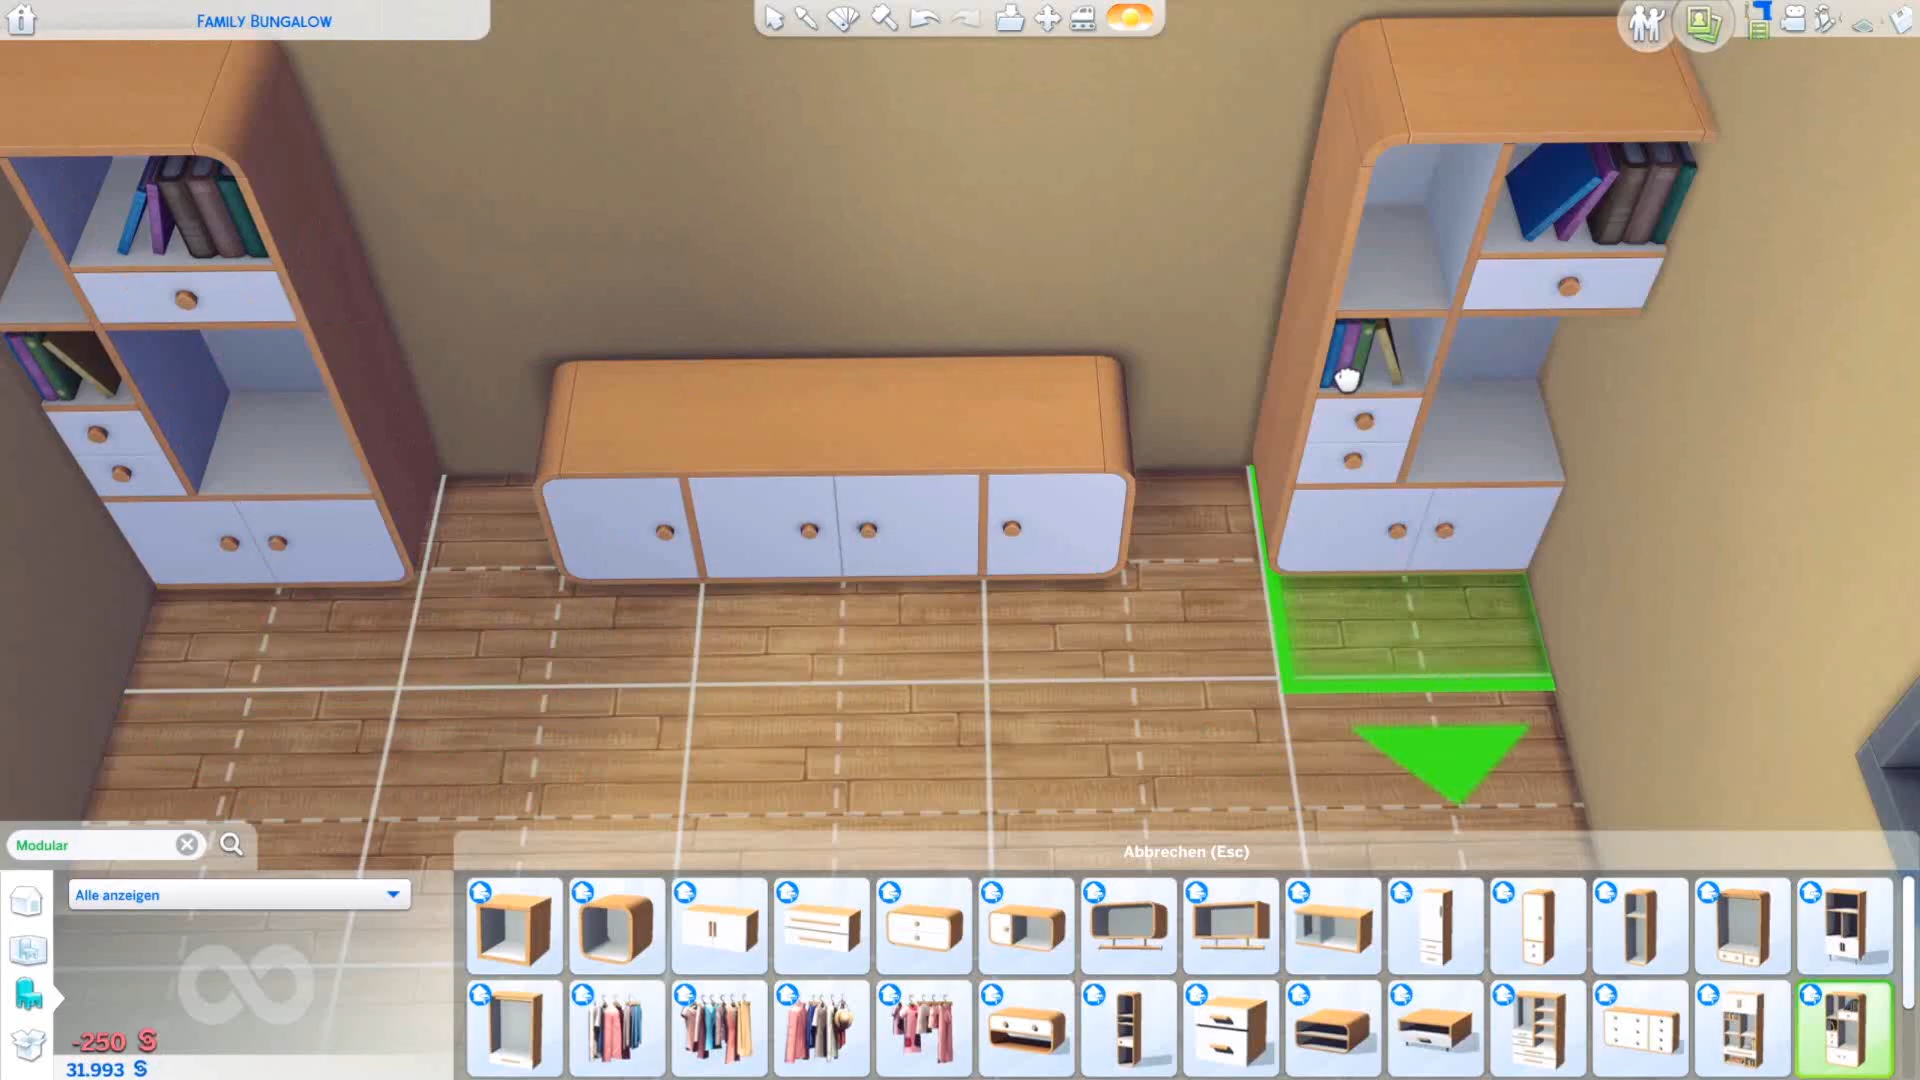 FAMILY BUNGALOW
Modular
Abbrechen (Esc)
Alle anzeigen
-250
31.993